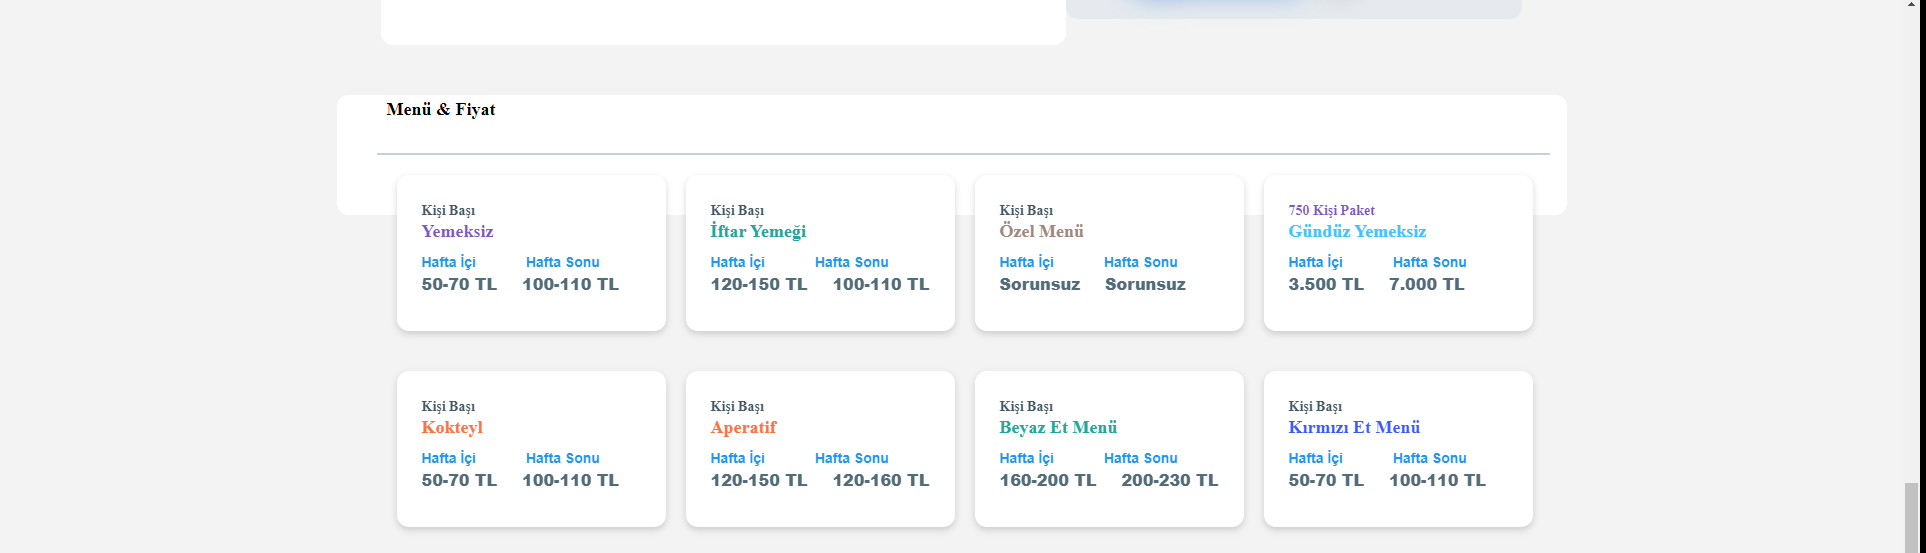 Menü & Fiyat
Kişi Başı
Yemeksiz
Hafta İçi Hafta Sonu
50-70 TL 100-110 TL
Kişi Başı
İftar Yemeği
Hafta İçi Hafta Sonu
120-150 TL 100-110 TL
Kişi Başı
Özel Menü
Hafta İçi Hafta Sonu
Sorunsuz Sorunsuz
750 Kişi Paket
Gündüz Yemeksiz
Hafta İçi Hafta Sonu
3.500 TL 7.000 TL
Kişi Başı
Kokteyl
Hafta İçi Hafta Sonu
50-70 TL 100-110 TL
Kişi Başı
Aperatif
Hafta İçi Hafta Sonu
120-150 TL 120-160 TL
Kişi Başı
Beyaz Et Menü
Hafta İçi Hafta Sonu
160-200 TL 200-230 TL
Kişi Başı
Kırmızı Et Menü
Hafta İçi Hafta Sonu
50-70 TL 100-110 TL